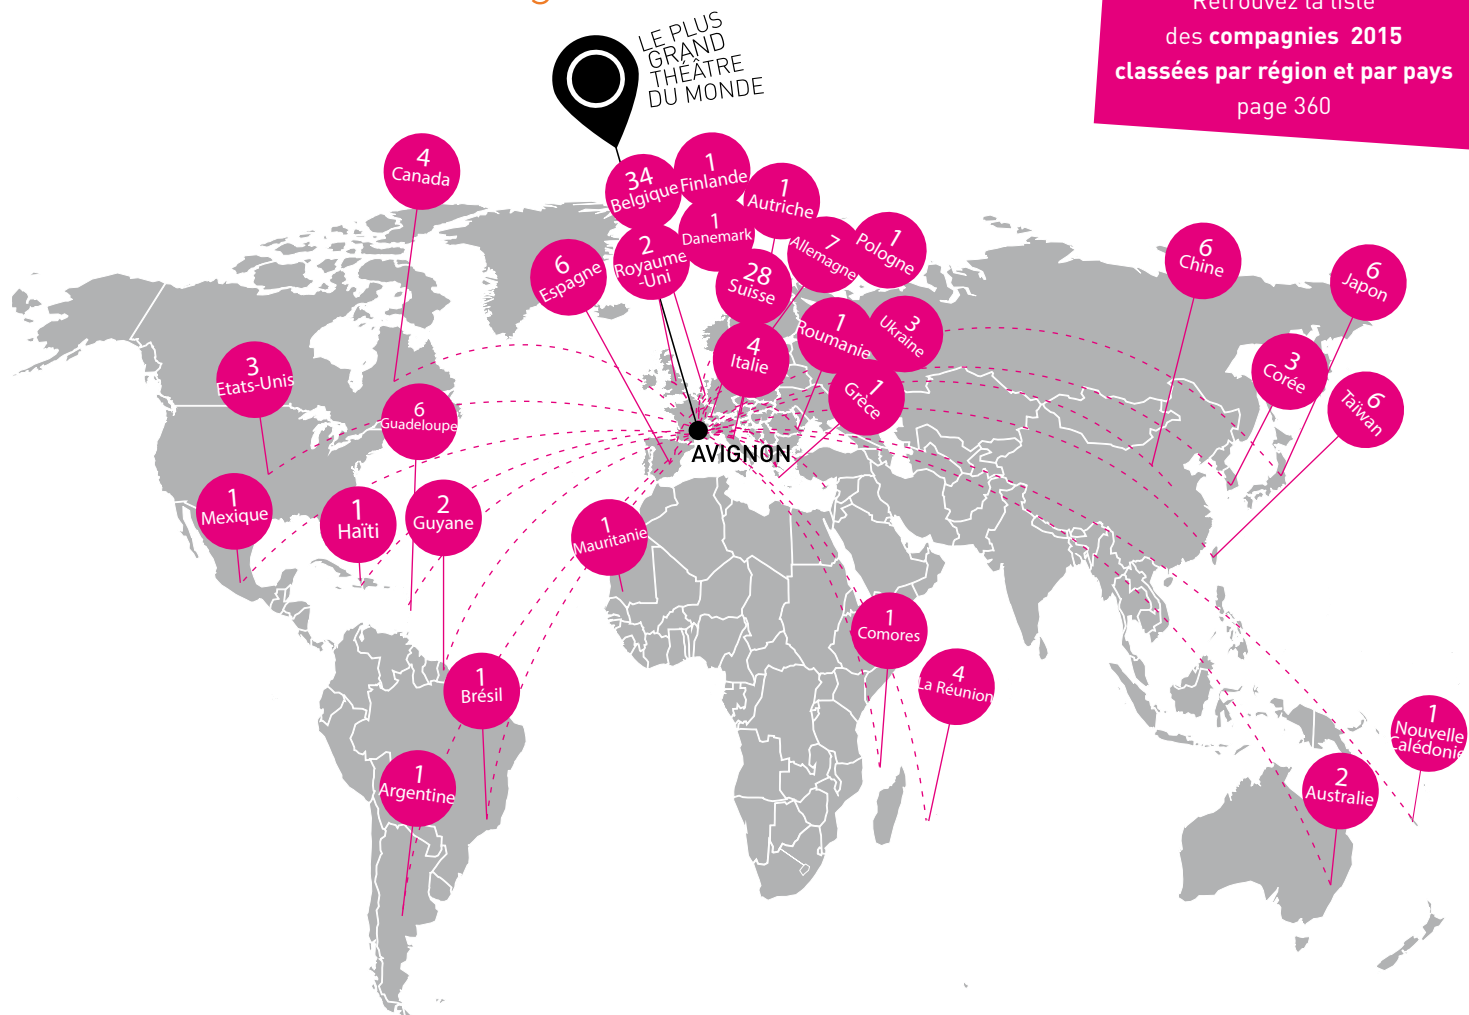 Retrouvez la liste
des compagnies 2015
classées par région et par pays
page 360
LE PLUS
GRAND
THÉÂTRE
DU MONDE
4
Canada
34
Belgique
1
Finlande
1
Autriche
1
Danemark
2
Royaume
-Uni
6
Espagne
7
Allemagne
1
Pologne
28
Suisse
6
Chine
6
Japon
1
Roumanie
3
Ukraine
4
Italie
3
Etats-Unis
6
Guadeloupe
1
Grèce
3
Corée
6
Taïwan
AVIGNON
1
Mexique
1
Haïti
2
Guyane
1
Mauritanie
1
Comores
4
La Réunion
1
Brésil
1
Argentine
2
Australie
1
Nouvelle
Calédonie